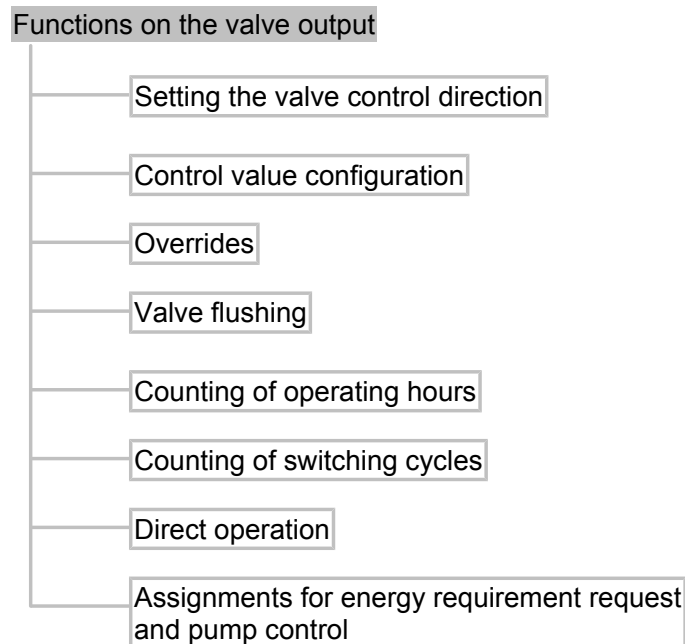 Functions on the valve output
Setting the valve control direction
Control value configuration
Overrides
Valve flushing
Counting of operating hours
Counting of switching cycles
Direct operation
Assignments for energy requirement request
and pump control